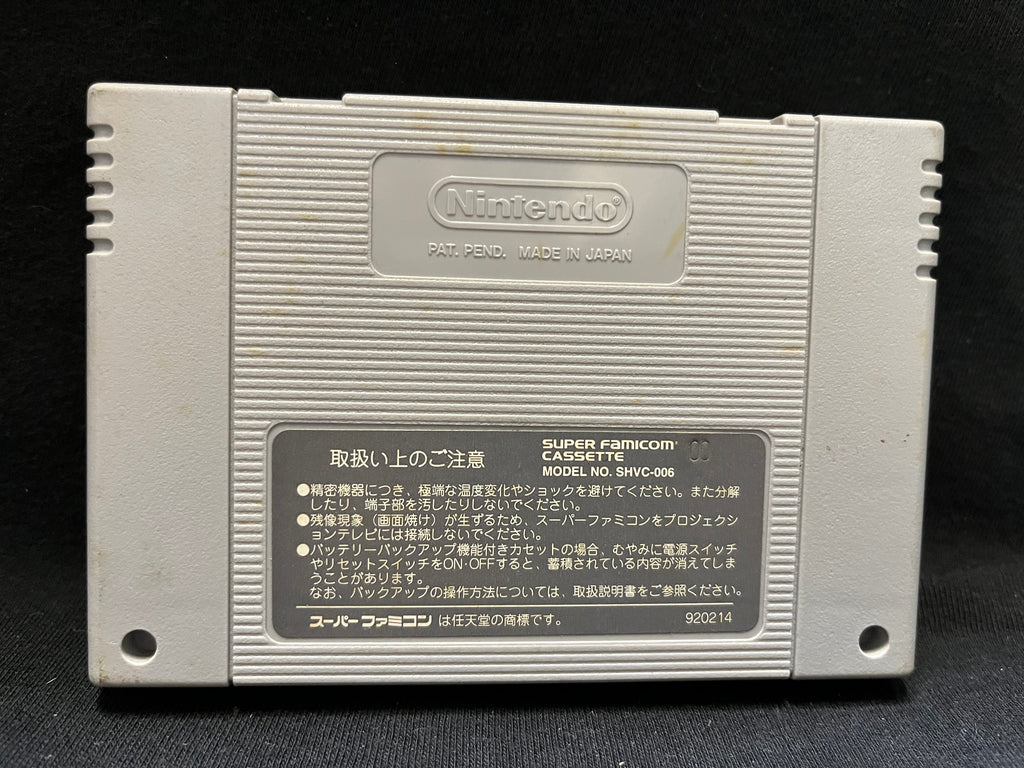 Nintendo®
PAT. PEND. MADE IN JAPAN
取扱い上のご注意
SUPER FAMICOM
CASSETTE
MODEL NO. SHVC-006
00
●精密機器につき、極端な温度変化やショックを避けてください。また分解
したり、端子部を汚したりしないでください。
●残像現象（画面焼け）が生ずるため、スーパーファミコンをプロジェクシ
ョンテレビには接続しないでください。
●バッテリーバックアップ機能付きカセットの場合、むやみに電源スイッチ
やリセットスイッチをON·OFFすると、蓄積されている内容が消えてしま
うことがあります。
なお、バックアップの操作方法については、取扱説明書をご参照ください。
スーパーファミコン は任天堂の商標です。
920214